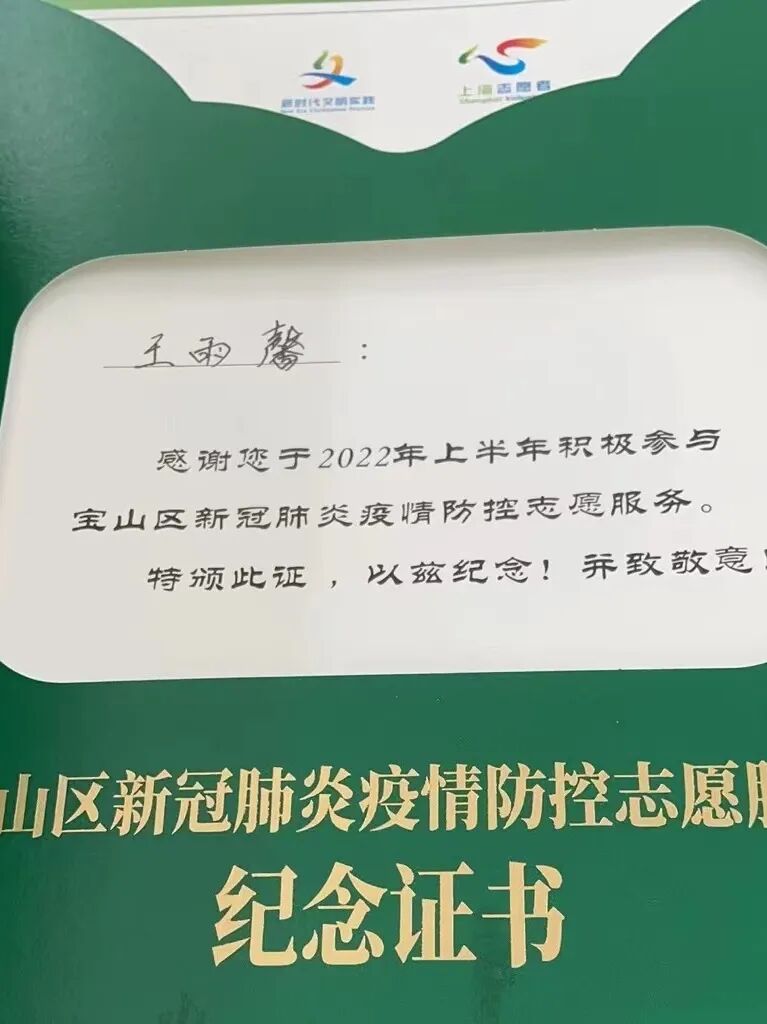 新时代文明实践
上海志愿者
王雨馨：
感谢您于2022年上半年积极参与
宝山区新冠肺炎疫情防控志愿服务。
特颁此证，以兹纪念！并致敬意！
山区新冠肺炎疫情防控志愿服
纪念证书